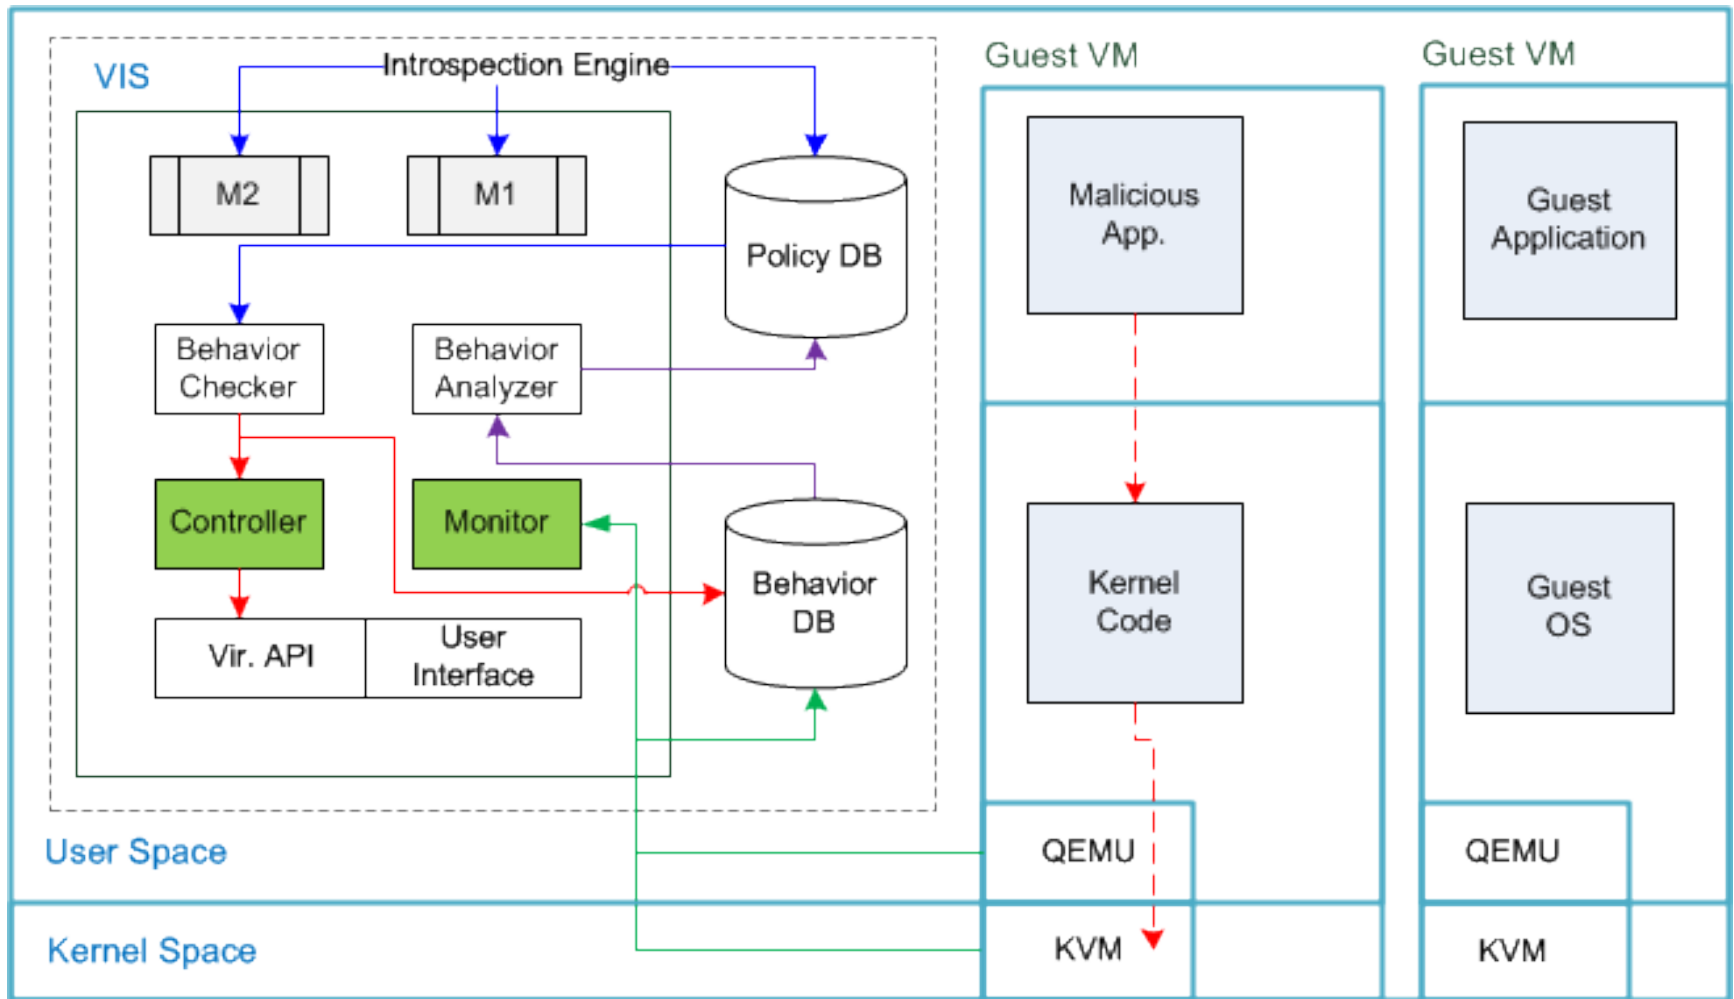 VIS
Introspection Engine
M2
M1
Policy DB
Behavior
Checker
Behavior
Analyzer
Controller
Monitor
Behavior
DB
Vir. API
User
Interface
User Space
Kernel Space
Guest VM
Malicious
App.
Kernel
Code
QEMU
KVM
Guest VM
Guest
Application
Guest
OS
QEMU
KVM